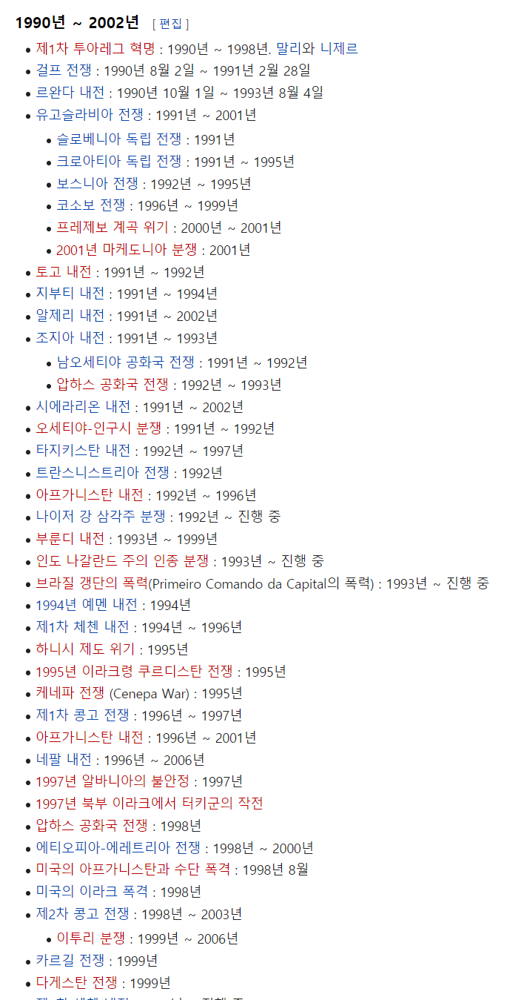 1990년 ~ 2002년 [ 편집 ]
제1차 투아레그 혁명 : 1990년 ~ 1998년. 말리와 니제르
걸프 전쟁 : 1990년 8월 2일 ~ 1991년 2월 28일
르완다 내전 : 1990년 10월 1일 ~ 1993년 8월 4일
유고슬라비아 전쟁 : 1991년 ~ 2001년
슬로베니아 독립 전쟁 : 1991년
크로아티아 독립 전쟁 : 1991년 ~ 1995년
보스니아 전쟁 : 1992년 ~ 1995년
코소보 전쟁 : 1996년 ~ 1999년
프레제보 계곡 위기 : 2000년 ~ 2001년
2001년 마케도니아 분쟁 : 2001년
토고 내전 : 1991년 ~ 1992년
지부티 내전 : 1991년 ~ 1994년
알제리 내전 : 1991년 ~ 2002년
조지아 내전 : 1991년 ~ 1993년
남오세티야 공화국 전쟁 : 1991년 ~ 1992년
압하스 공화국 전쟁 : 1992년 ~ 1993년
시에라리온 내전 : 1991년 ~ 2002년
오세티야-인구시 분쟁 : 1991년 ~ 1992년
타지키스탄 내전 : 1992년 ~ 1997년
트란스니스트리아 전쟁 : 1992년
아프가니스탄 내전 : 1992년 ~ 1996년
나이저 강 삼각주 분쟁 : 1992년 ~ 진행 중
부룬디 내전 : 1993년 ~ 1999년
인도 나갈란드 주의 인종 분쟁 : 1993년 ~ 진행 중
브라질 갱단의 폭력(Primeiro Comando da Capital의 폭력) : 1993년 ~ 진행 중
1994년 예멘 내전 : 1994년
제1차 체첸 내전 : 1994년 ~ 1996년
하니시 제도 위기 : 1995년
1995년 이라크령 쿠르디스탄 전쟁 : 1995년
케네파 전쟁 (Cenepa War) : 1995년
제1차 콩고 전쟁 : 1996년 ~ 1997년
아프가니스탄 내전 : 1996년 ~ 2001년
네팔 내전 : 1996년 ~ 2006년
1997년 알바니아의 불안정 : 1997년
1997년 북부 이라크에서 터키군의 작전
압하스 공화국 전쟁 : 1998년
에티오피아-에레트리아 전쟁 : 1998년 ~ 2000년
미국의 아프가니스탄과 수단 폭격 : 1998년 8월
미국의 이라크 폭격 : 1998년
제2차 콩고 전쟁 : 1998년 ~ 2003년
이투리 분쟁 : 1999년 ~ 2006년
카르길 전쟁 : 1999년
다게스탄 전쟁 : 1999년